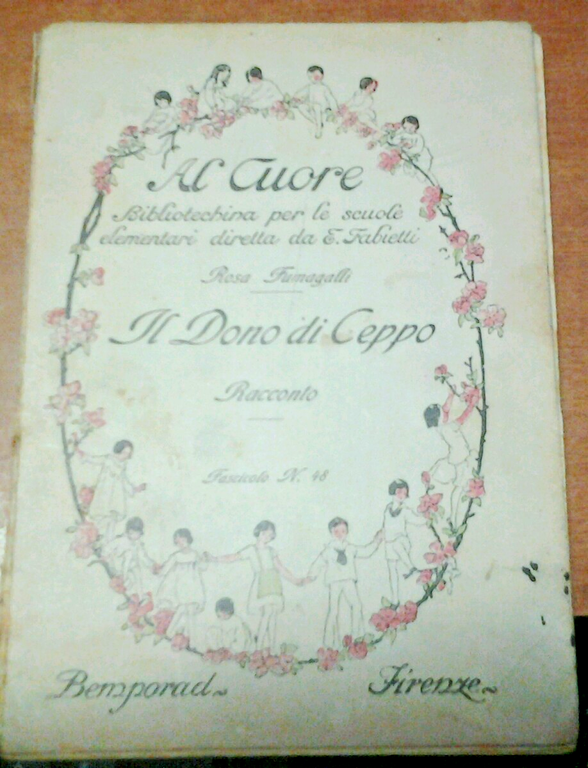 Al Cuore
Bibliotechina per le scuole
elementari diretta da E. Fabietti
Rosa Fumagalli
Il Dono di Ceppo
Racconto
Fascicolo N. 48
Bemporad ~ Firenze ~